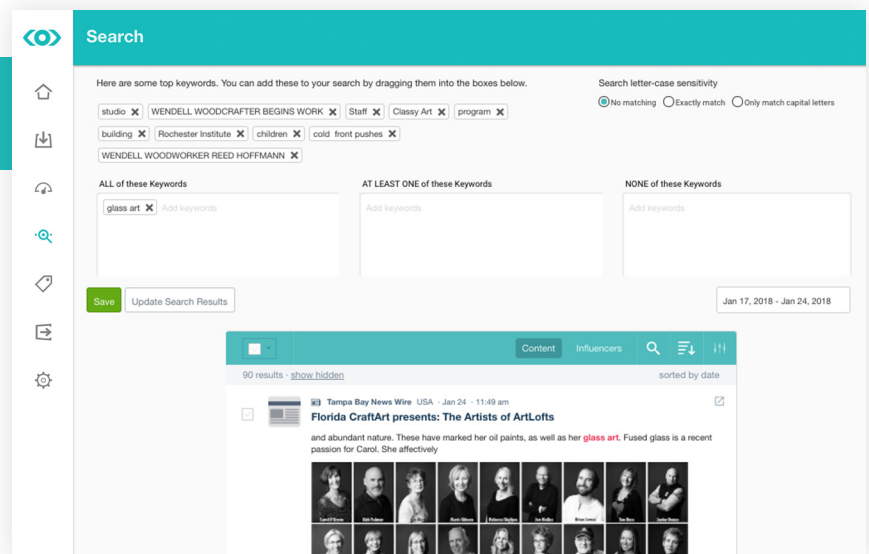 Search
Here are some top keywords. You can add these to your search by dragging them into the boxes below.
Search letter-case sensitivity
No matching Exactly match Only match capital letters
studio WENDELL WOODCRAFTER BEGINS WORK Staff Classy Art program
building Rochester Institute children cold front pushes
WENDELL WOODWORKER REED HOFFMANN
ALL of these Keywords AT LEAST ONE of these Keywords NONE of these Keywords
glass art Add keywords Add keywords Add keywords
Save Update Search Results Jan 17, 2018 - Jan 24, 2018
Content Influencers
90 results - show hidden sorted by date
Tampa Bay News Wire USA · Jan 24 · 11:49 am
Florida CraftArt presents: The Artists of ArtLofts
and abundant nature. These have marked her oil paints, as well as her glass art. Fused glass is a recent
passion for Carol. She affectively